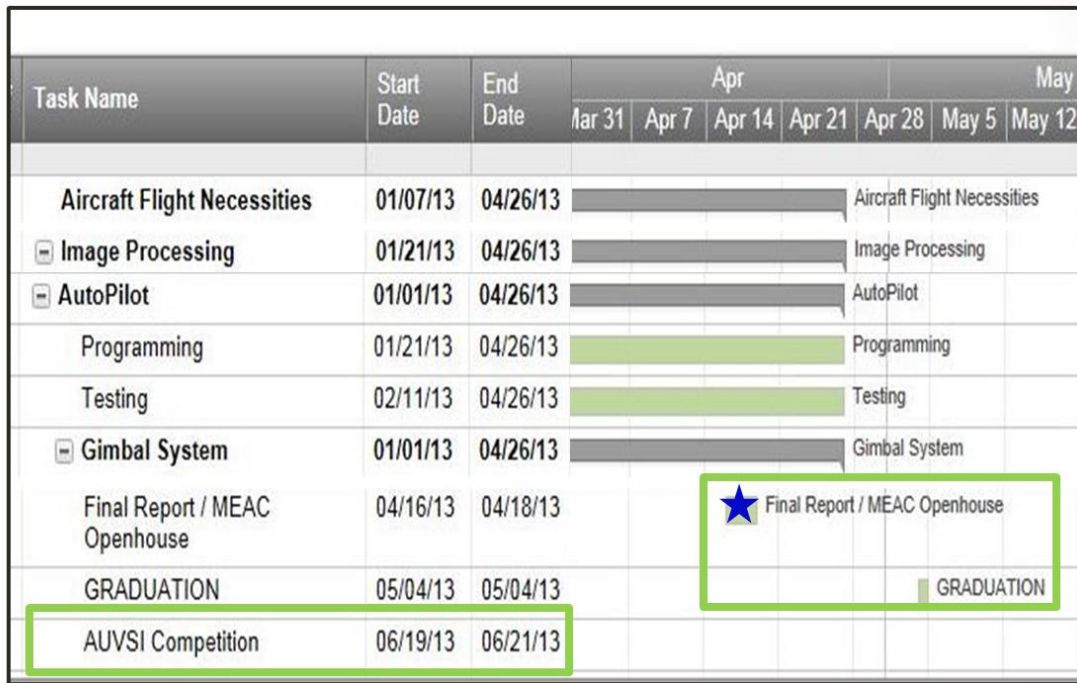 Task Name Start Date End Date Apr May
Mar 31 Apr 7 Apr 14 Apr 21 Apr 28 May 5 May 12
Aircraft Flight Necessities 01/07/13 04/26/13 Aircraft Flight Necessities
Image Processing 01/21/13 04/26/13 Image Processing
AutoPilot 01/01/13 04/26/13 AutoPilot
Programming 01/21/13 04/26/13 Programming
Testing 02/11/13 04/26/13 Testing
Gimbal System 01/01/13 04/26/13 Gimbal System
Final Report / MEAC 04/16/13 04/18/13 Final Report / MEAC Openhouse
Openhouse
GRADUATION 05/04/13 05/04/13 GRADUATION
AUVSI Competition 06/19/13 06/21/13